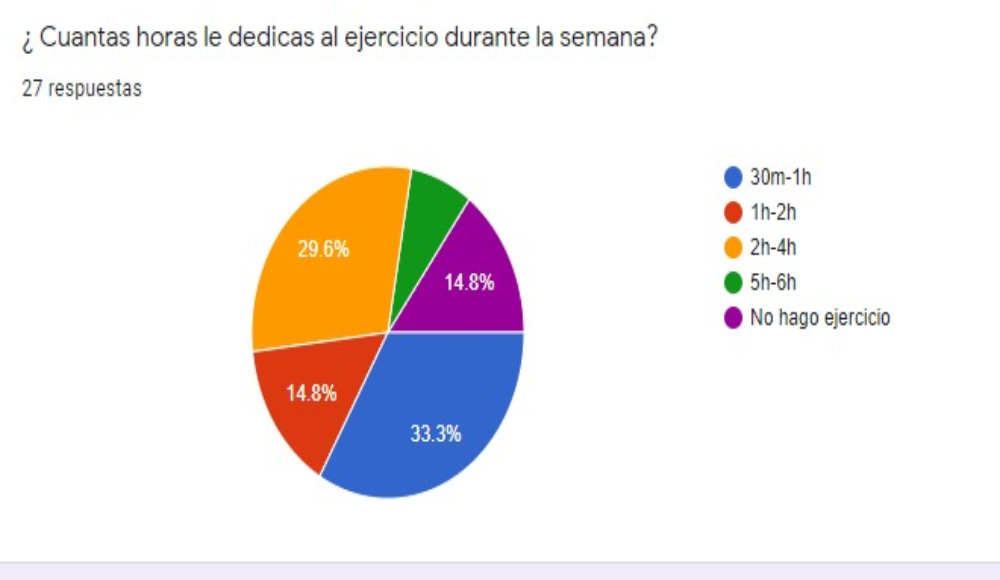 ¿ Cuantas horas le dedicas al ejercicio durante la semana?
27 respuestas
30m-1h
1h-2h
2h-4h
5h-6h
No hago ejercicio
29.6%
14.8%
14.8%
33.3%